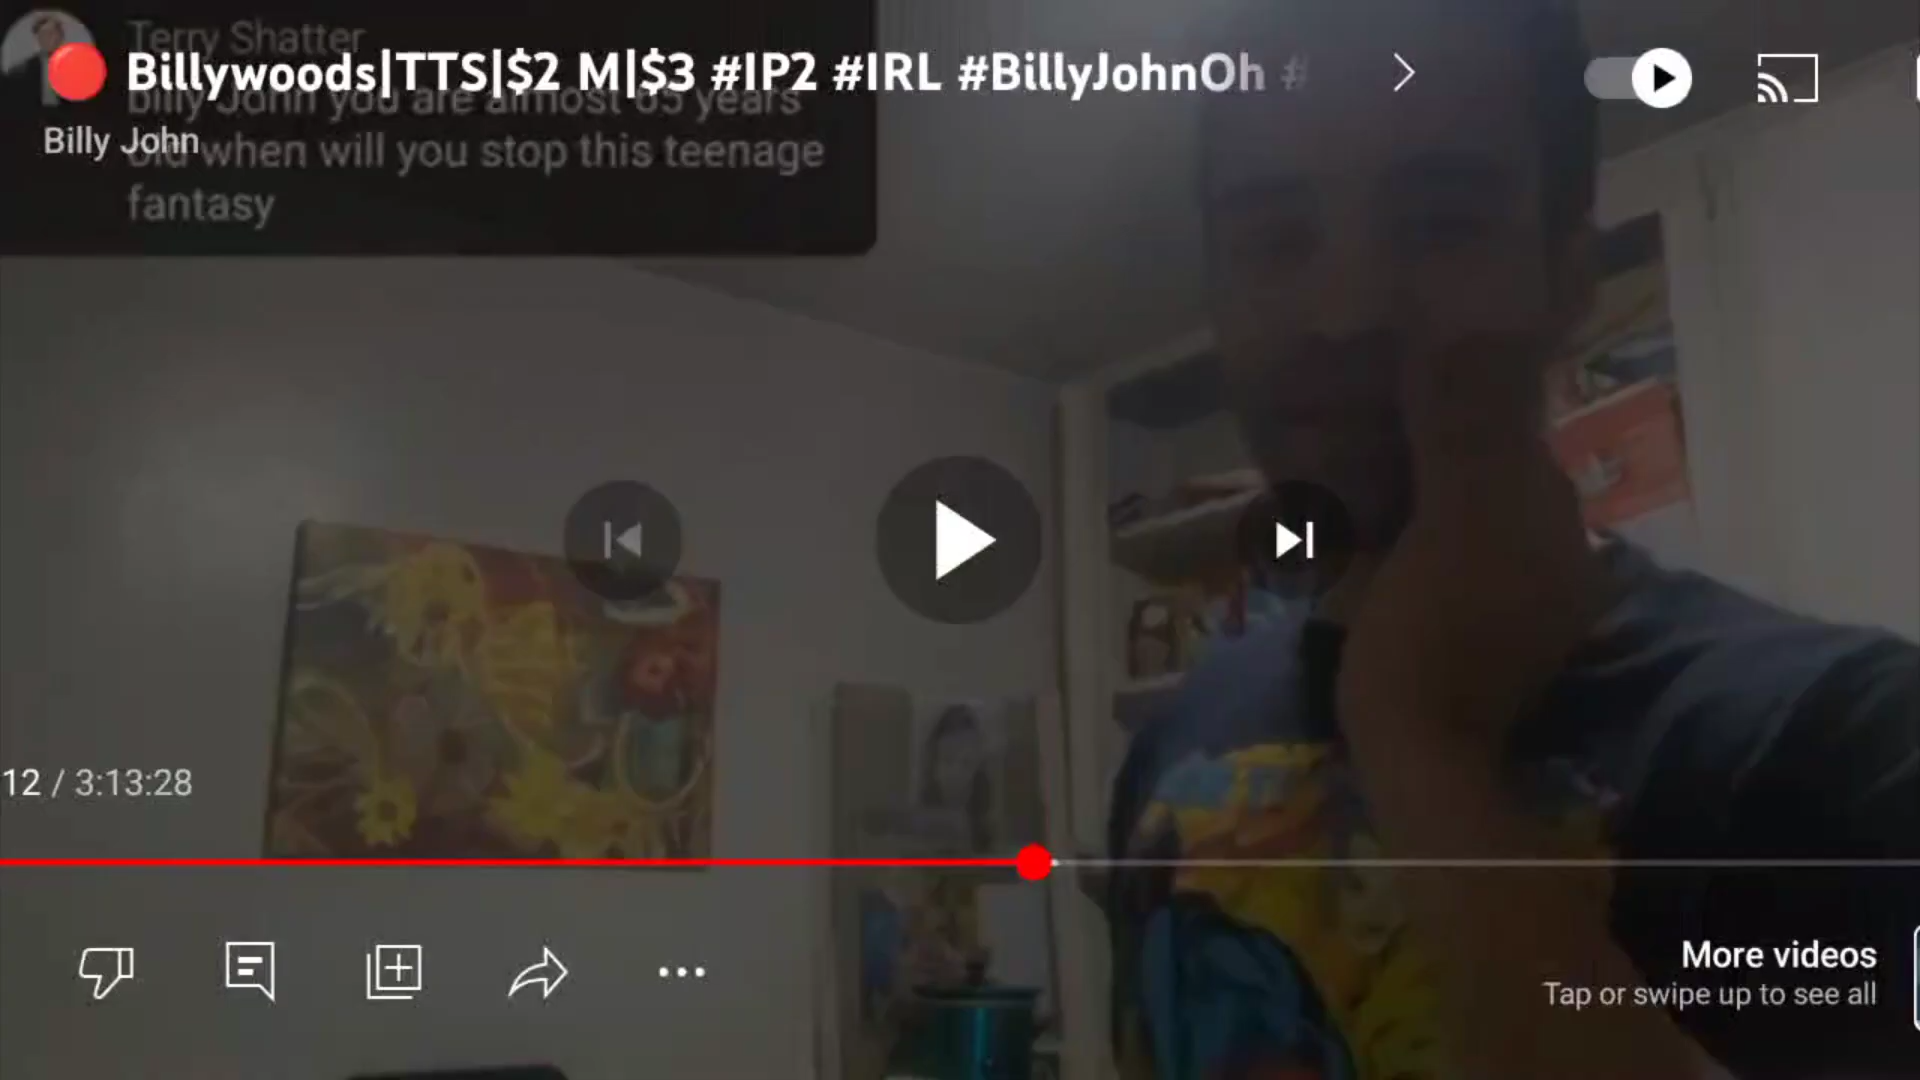 Terry Shatter
Billywoods|TTS|$2 M|$3 #IP2 #IRL #BillyJohnOh #
billy John you are almost 65 years
Billy John
old when will you stop this teenage
fantasy
12 / 3:13:28
More videos
Tap or swipe up to see all